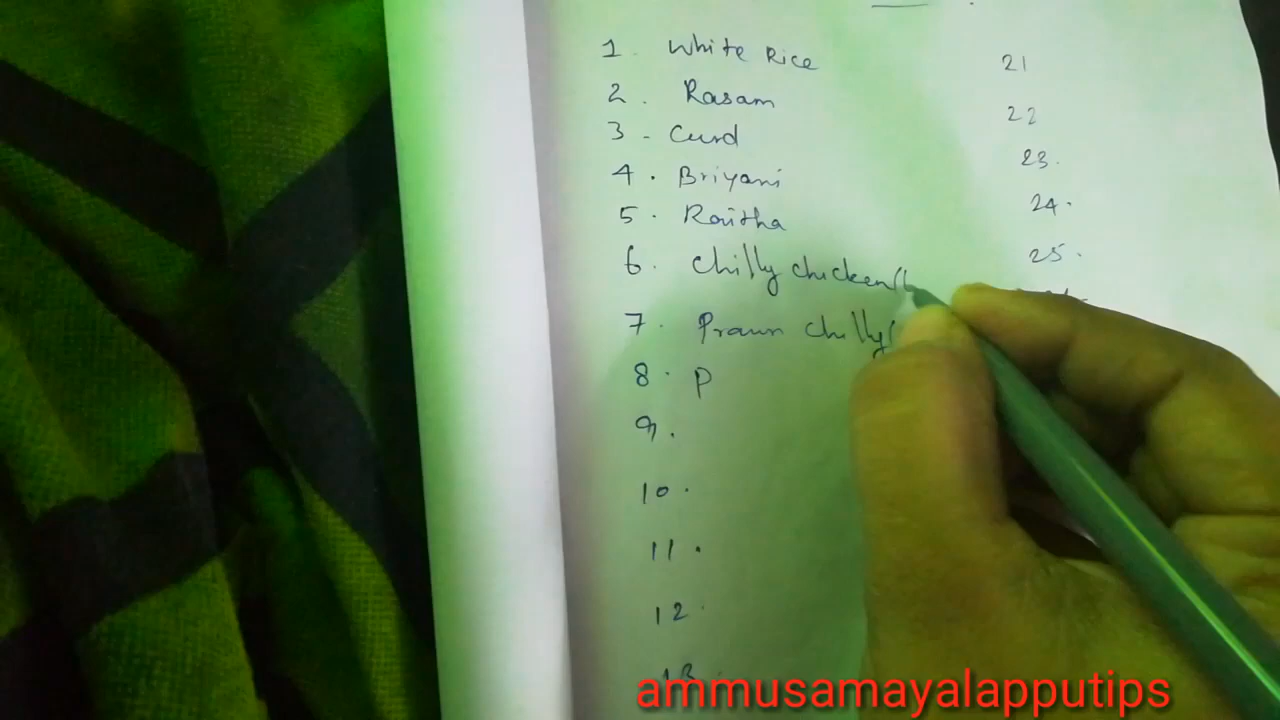 1. White Rice
2. Rasam
3 - Curd
4. Briyani
5. Raitha
6. Chilly chicken(
7. Prawn chilly(
8. P
9.
10.
11.
12.
13.
21
22
23.
24.
25.
ammusamayalapputips